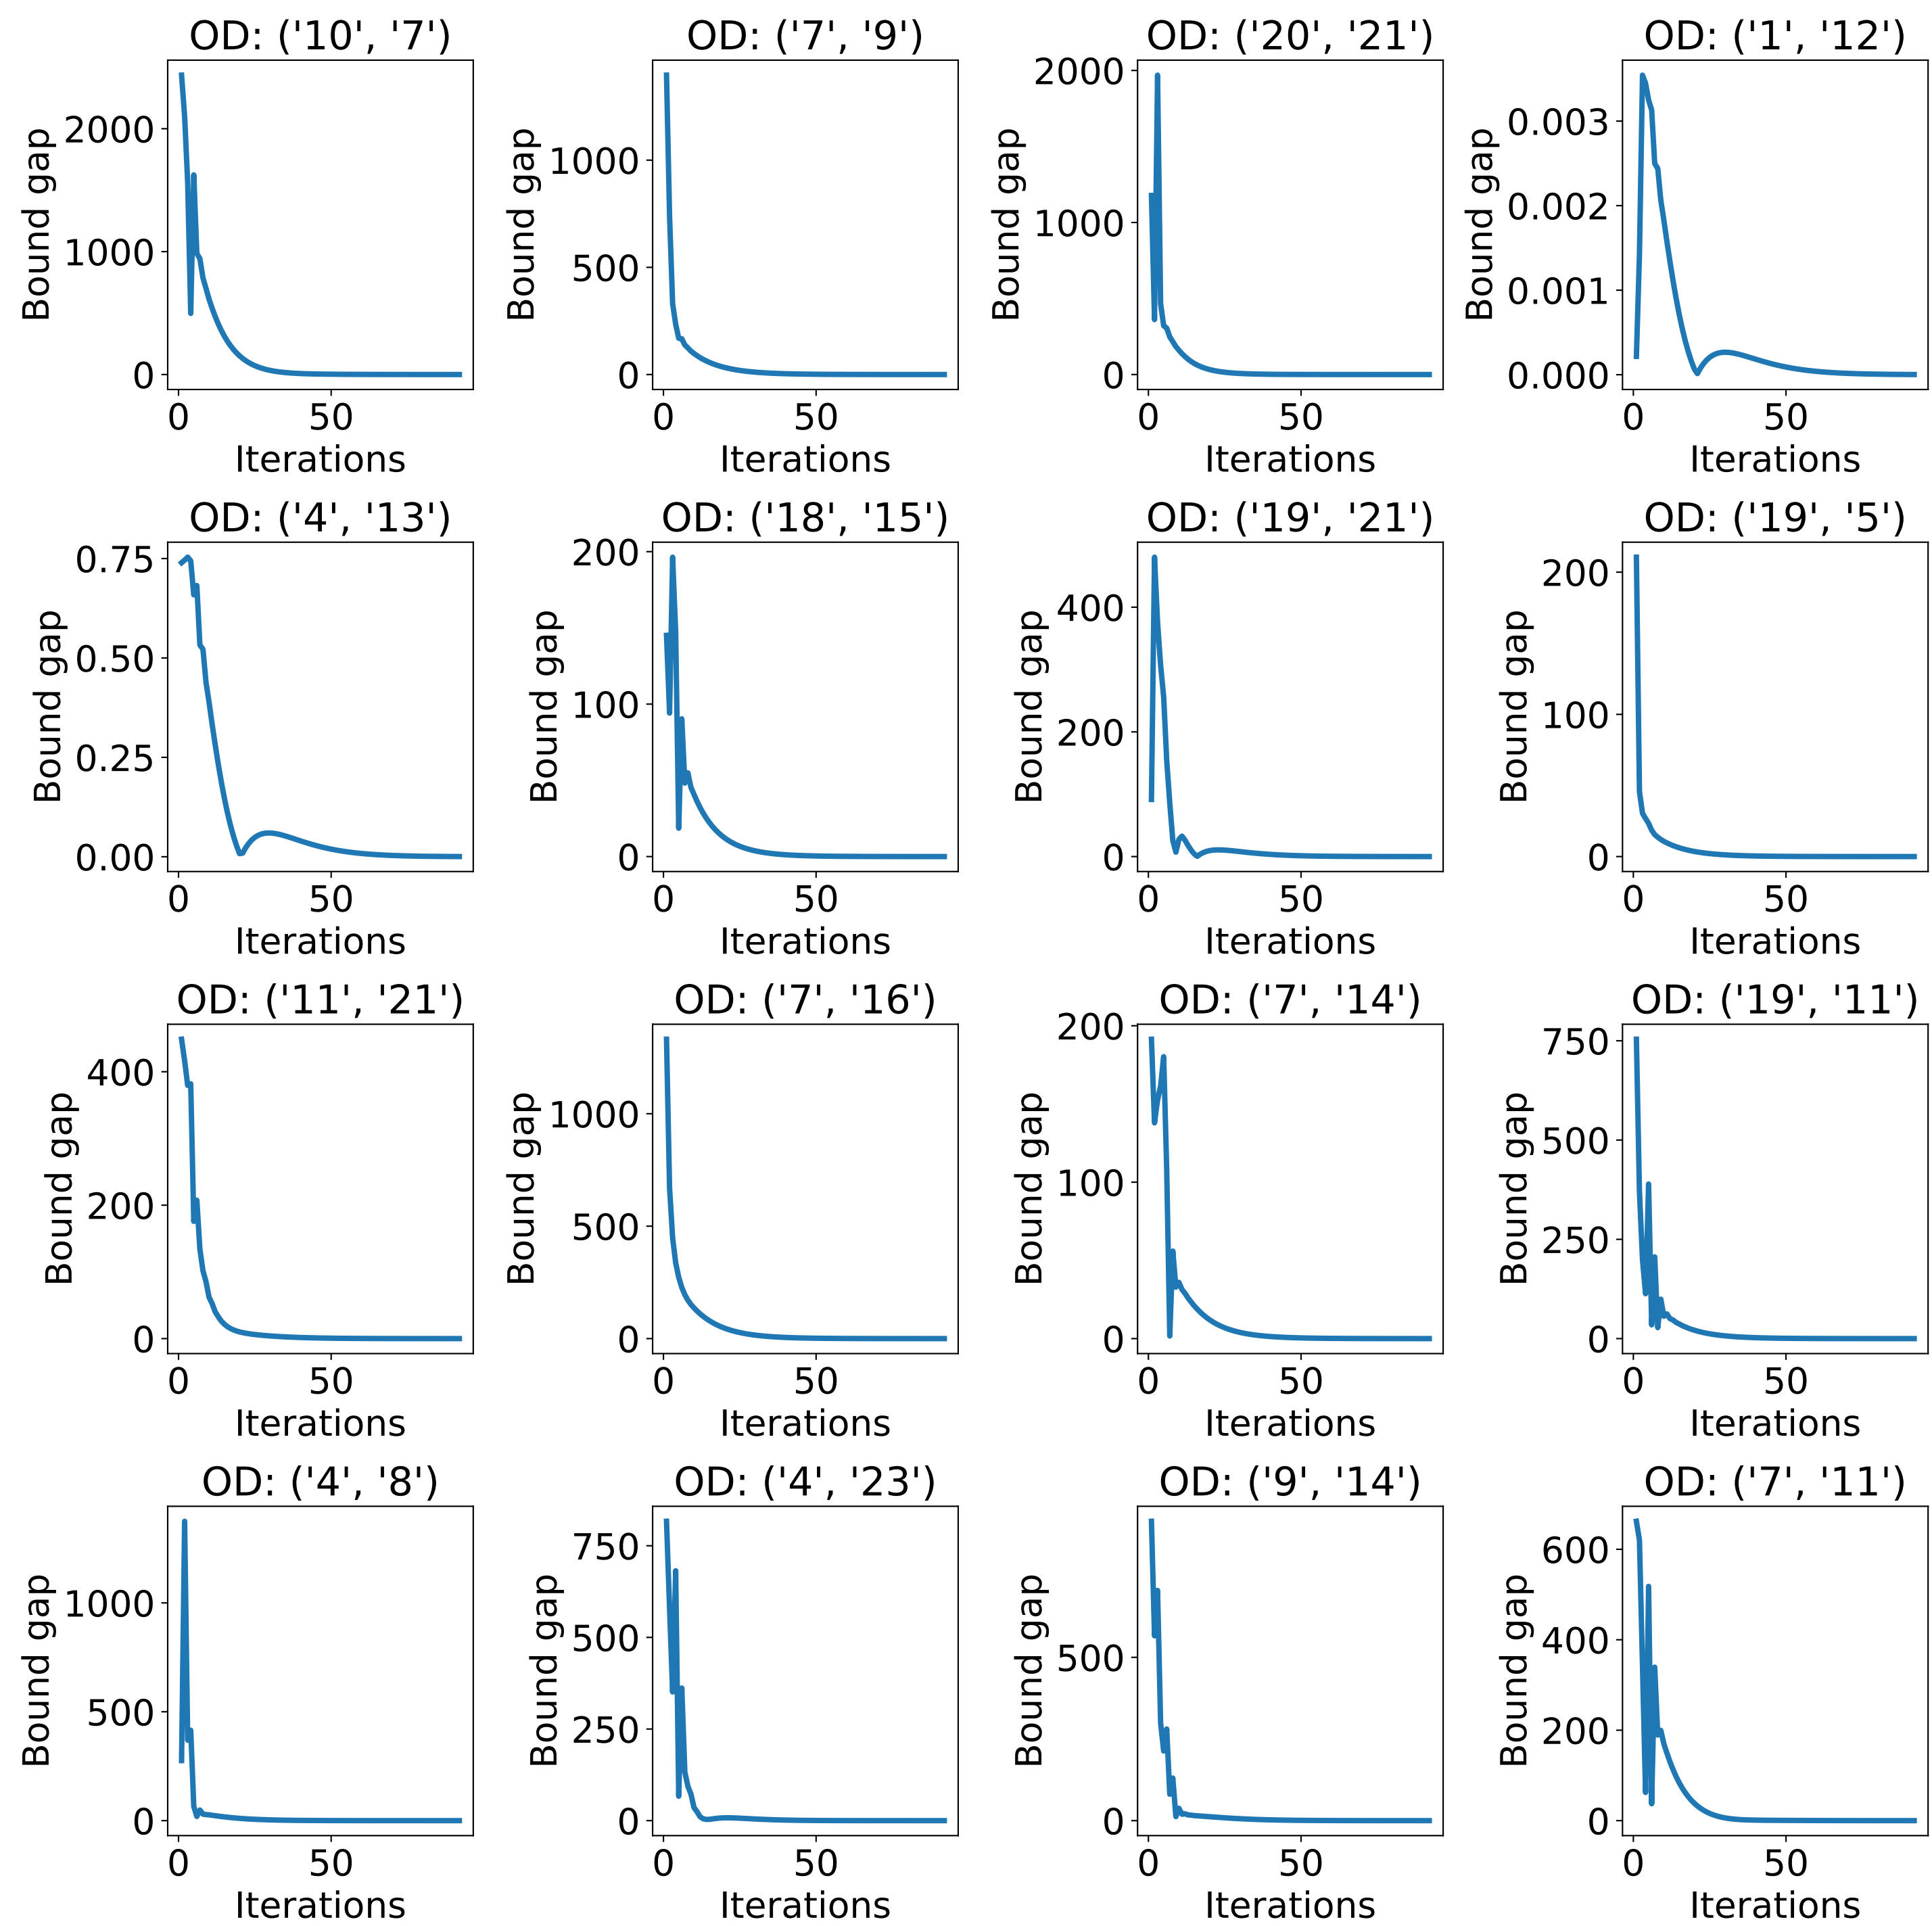 OD: ('10', '7')
Bound gap
2000
1000
0
0
50
Iterations
OD: ('7', '9')
Bound gap
1000
500
0
0
50
Iterations
OD: ('20', '21')
Bound gap
2000
1000
0
0
50
Iterations
OD: ('1', '12')
Bound gap
0.003
0.002
0.001
0.000
0
50
Iterations
OD: ('4', '13')
Bound gap
0.75
0.50
0.25
0.00
0
50
Iterations
OD: ('18', '15')
Bound gap
200
100
0
0
50
Iterations
OD: ('19', '21')
Bound gap
400
200
0
0
50
Iterations
OD: ('19', '5')
Bound gap
200
100
0
0
50
Iterations
OD: ('11', '21')
Bound gap
400
200
0
0
50
Iterations
OD: ('7', '16')
Bound gap
1000
500
0
0
50
Iterations
OD: ('7', '14')
Bound gap
200
100
0
0
50
Iterations
OD: ('19', '11')
Bound gap
750
500
250
0
0
50
Iterations
OD: ('4', '8')
Bound gap
1000
500
0
0
50
Iterations
OD: ('4', '23')
Bound gap
750
500
250
0
0
50
Iterations
OD: ('9', '14')
Bound gap
500
0
0
50
Iterations
OD: ('7', '11')
Bound gap
600
400
200
0
0
50
Iterations